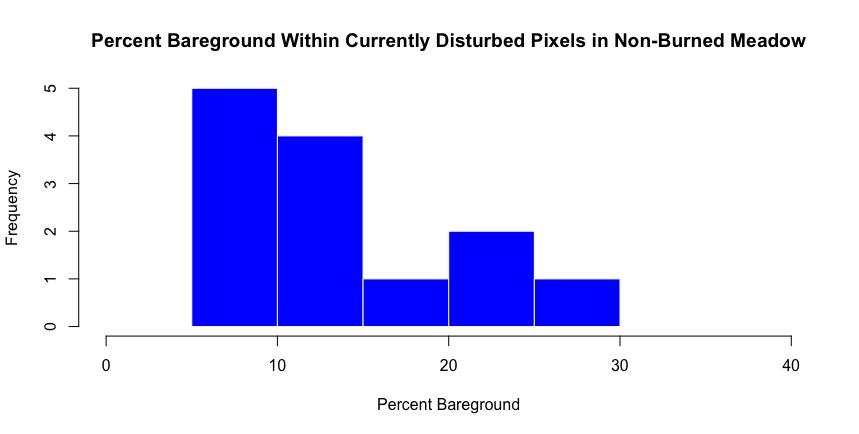 Percent Bareground Within Currently Disturbed Pixels in Non-Burned Meadow
5
4
3
2
1
0
Frequency
0 10 20 30 40
Percent Bareground